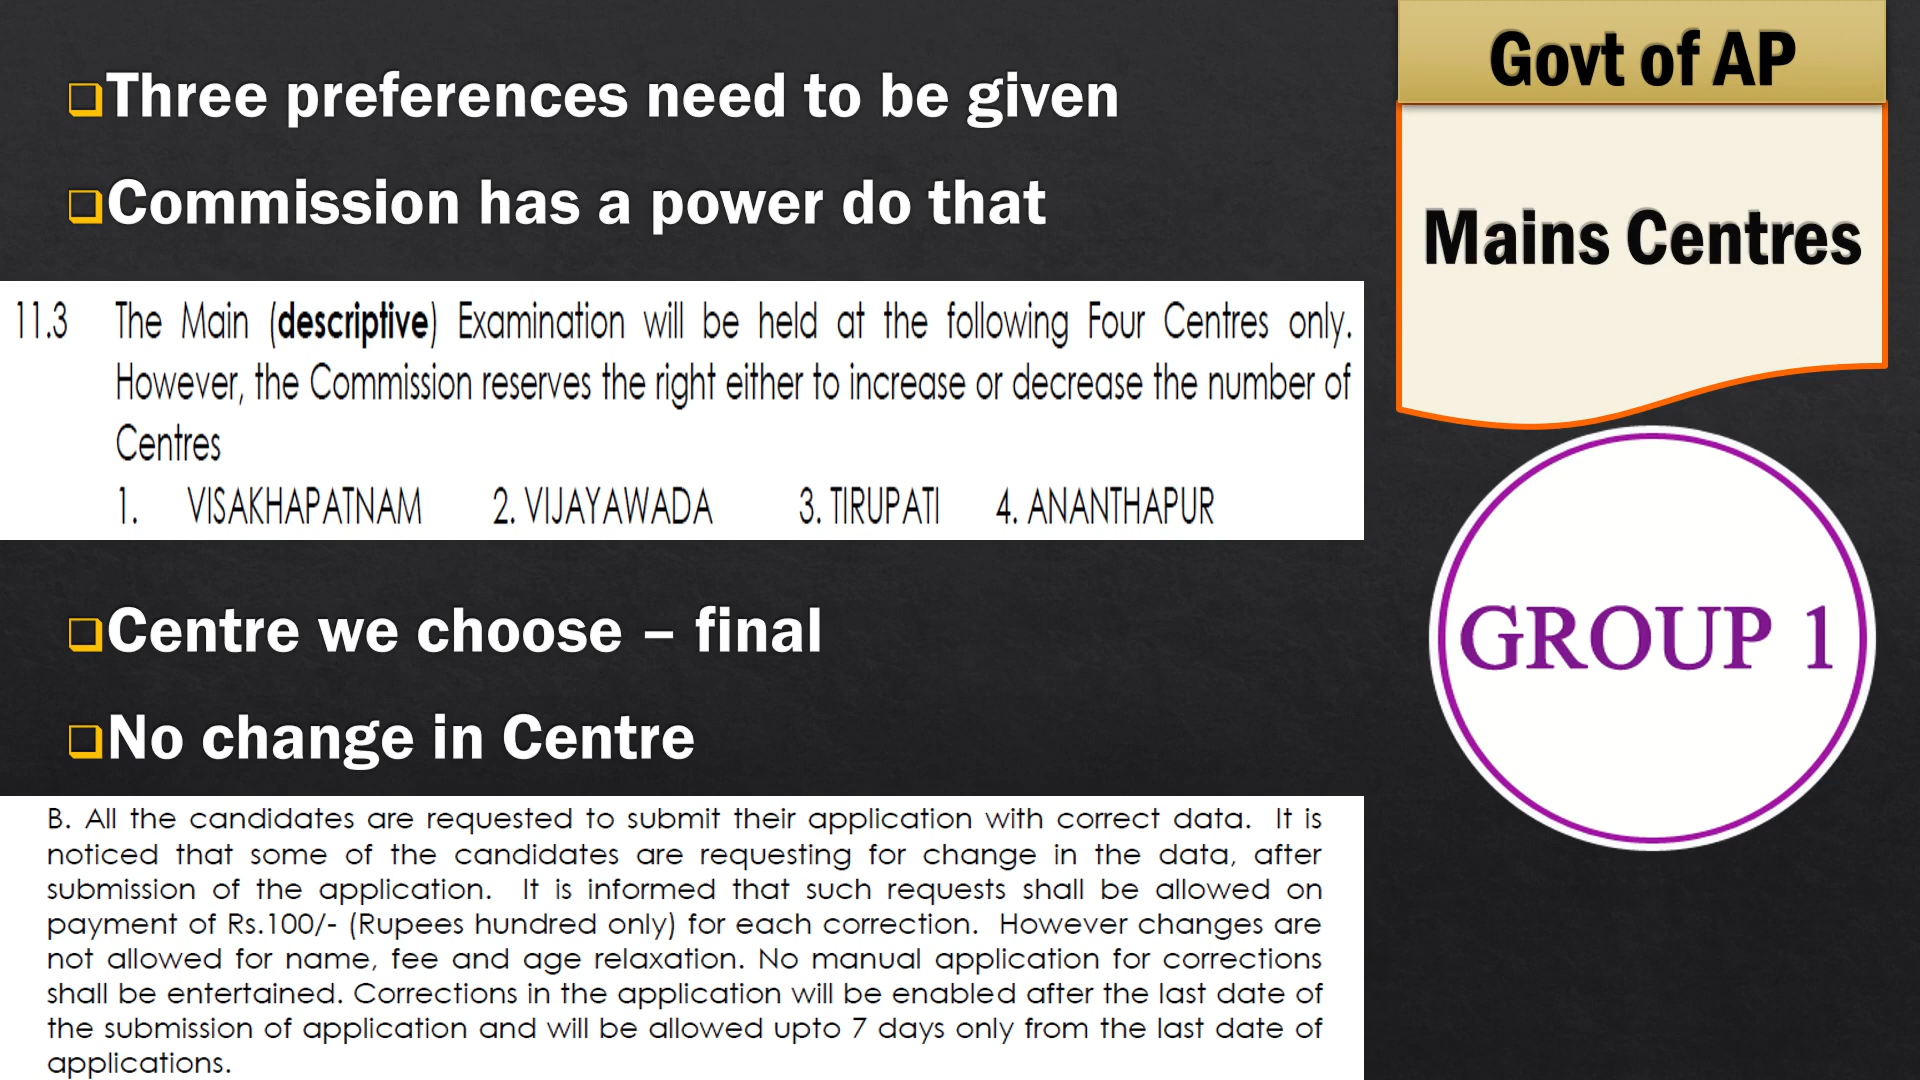 Three preferences need to be given
Commission has a power do that
11.3 The Main (descriptive) Examination will be held at the following Four Centres only.
However, the Commission reserves the right either to increase or decrease the number of
Centres
1. VISAKHAPATNAM 2. VIJAYAWADA 3. TIRUPATI 4. ANANTHAPUR
Centre we choose – final
No change in Centre
B. All the candidates are requested to submit their application with correct data. It is
noticed that some of the candidates are requesting for change in the data, after
submission of the application. It is informed that such requests shall be allowed on
payment of Rs.100/- (Rupees hundred only) for each correction. However changes are
not allowed for name, fee and age relaxation. No manual application for corrections
shall be entertained. Corrections in the application will be enabled after the last date of
the submission of application and will be allowed upto 7 days only from the last date of
applications.
Govt of AP
Mains Centres
GROUP 1